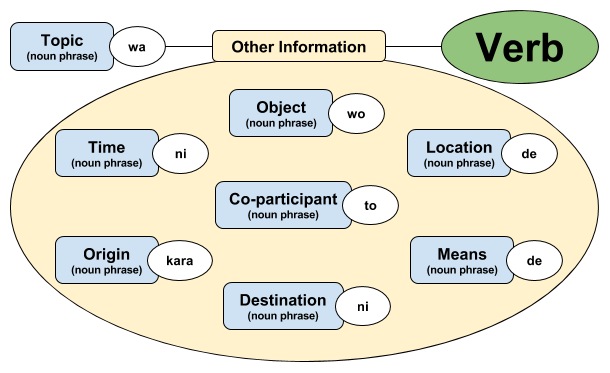 Topic
(noun phrase)
wa
Other Information
Verb
Object
(noun phrase)
wo
Time
(noun phrase)
ni
Location
(noun phrase)
de
Co-participant
(noun phrase)
to
Origin
(noun phrase)
kara
Means
(noun phrase)
de
Destination
(noun phrase)
ni